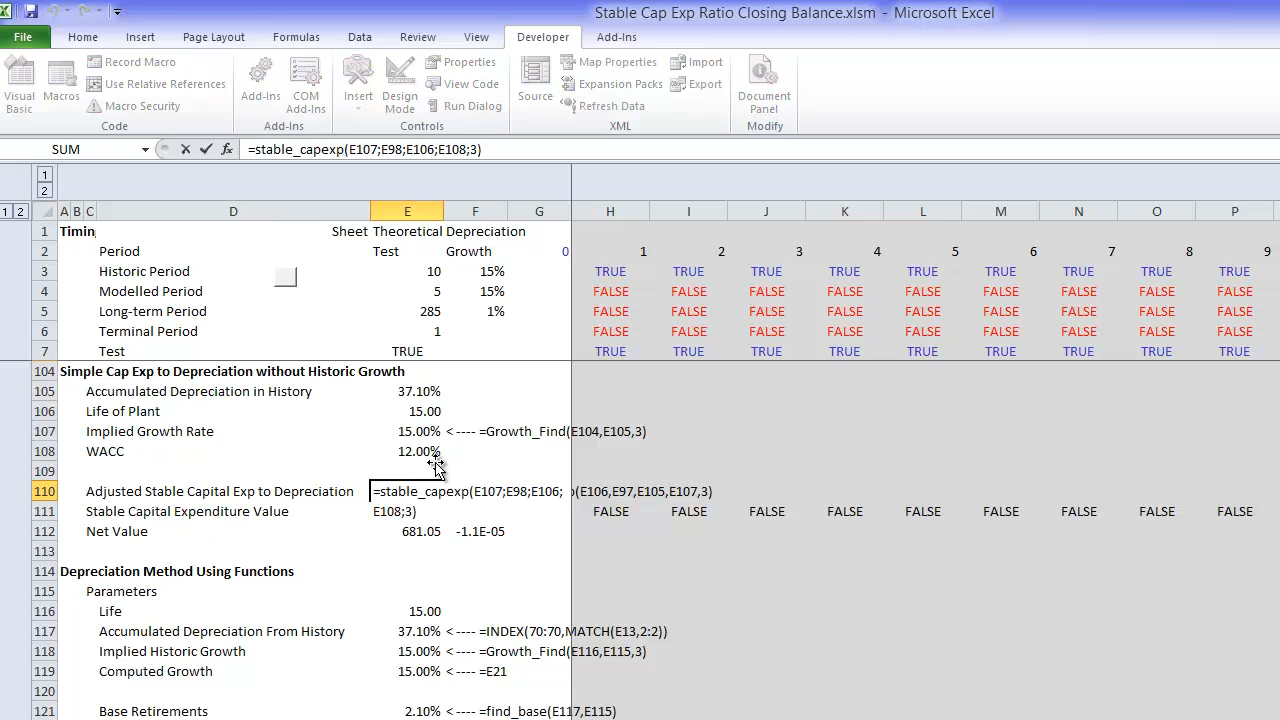 Stable Cap Exp Ratio Closing Balance.xlsm - Microsoft Excel
File Home Insert Page Layout Formulas Data Review View Developer Add-Ins
Visual Basic Macros Record Macro Use Relative References Macro Security Code
Add-Ins COM Add-Ins Add-Ins
Insert Design Mode Properties View Code Run Dialog Controls
Source Map Properties Expansion Packs Refresh Data Import Export XML
Document Panel Modify
SUM =stable_capexp(E107;E98;E106;E108;3)
1
2
1 2 A B C D E F G H I J K L M N O P
1 Timin Sheet Theoretical Depreciation
2 Period Test Growth 0 1 2 3 4 5 6 7 8 9
3 Historic Period 10 15% TRUE TRUE TRUE TRUE TRUE TRUE TRUE TRUE TRUE
4 Modelled Period 5 15% FALSE FALSE FALSE FALSE FALSE FALSE FALSE FALSE FALSE
5 Long-term Period 285 1% FALSE FALSE FALSE FALSE FALSE FALSE FALSE FALSE FALSE
6 Terminal Period 1 FALSE FALSE FALSE FALSE FALSE FALSE FALSE FALSE FALSE
7 Test TRUE TRUE TRUE TRUE TRUE TRUE TRUE TRUE TRUE TRUE
104 Simple Cap Exp to Depreciation without Historic Growth
105 Accumulated Depreciation in History 37.10%
106 Life of Plant 15.00
107 Implied Growth Rate 15.00% < ---- =Growth_Find(E104,E105,3)
108 WACC 12.00%
109
110 Adjusted Stable Capital Exp to Depreciation =stable_capexp(E107;E98;E106; ɔ(E106,E97,E105,E107,3)
111 Stable Capital Expenditure Value E108;3) FALSE FALSE FALSE FALSE FALSE FALSE FALSE FALSE FALSE
112 Net Value 681.05 -1.1E-05
113
114 Depreciation Method Using Functions
115 Parameters
116 Life 15.00
117 Accumulated Depreciation From History 37.10% < ---- =INDEX(70:70,MATCH(E13,2:2))
118 Implied Historic Growth 15.00% < ---- =Growth_Find(E116,E115,3)
119 Computed Growth 15.00% < ---- =E21
120
121 Base Retirements 2.10% < ---- =find_base(E117,E115)